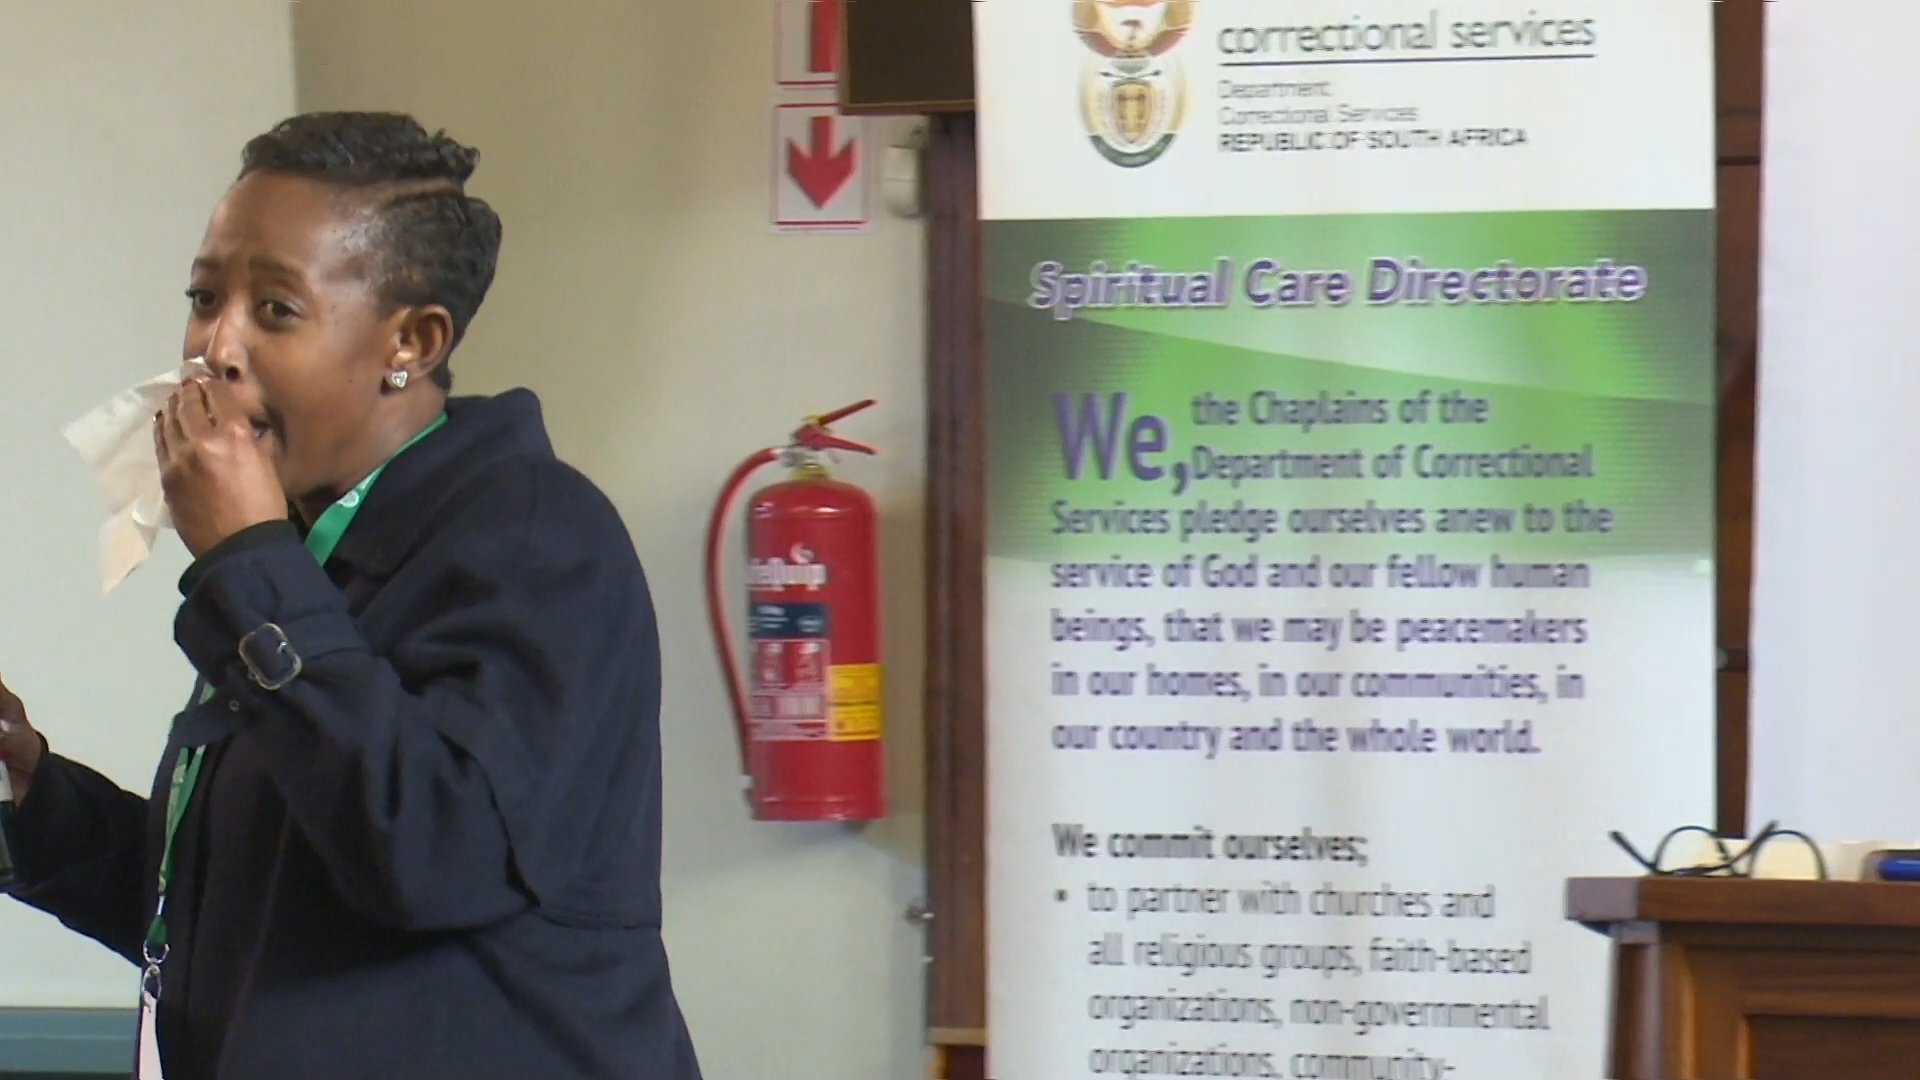 correctional services
Department:
Correctional Services
REPUBLIC OF SOUTH AFRICA
Spiritual Care Directorate
We, the Chaplains of the
Department of Correctional
Services pledge ourselves anew to the
service of God and our fellow human
beings, that we may be peacemakers
in our homes, in our communities, in
our country and the whole world.
We commit ourselves;
• to partner with churches and
all religious groups, faith-based
organizations, non-governmental
organizations, community-